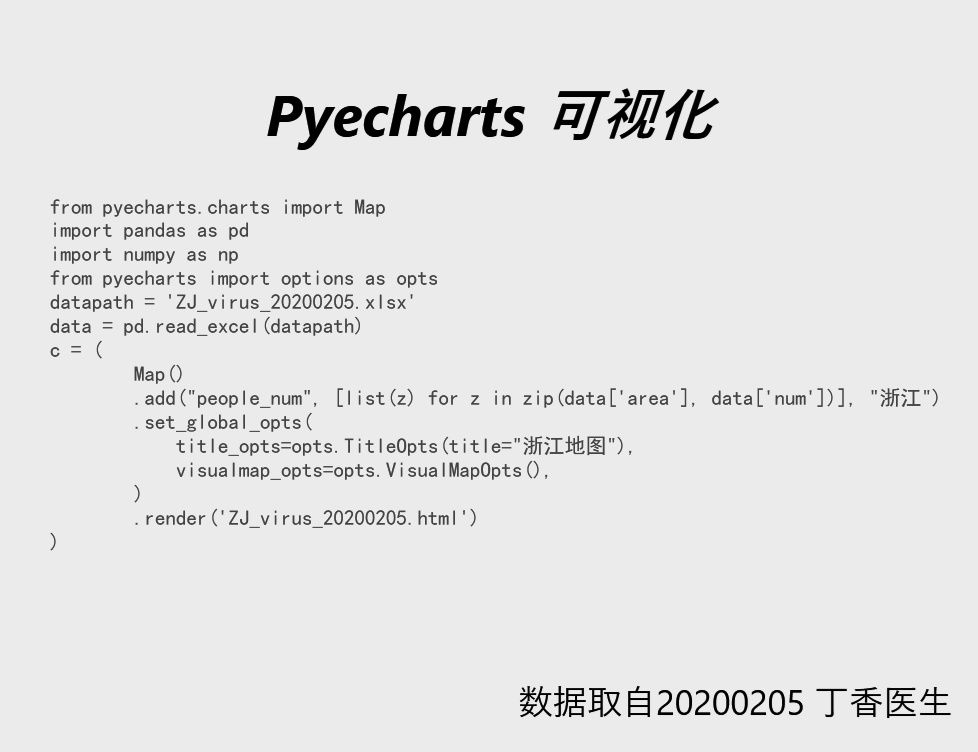 Pyecharts 可视化
from pyecharts.charts import Map
import pandas as pd
import numpy as np
from pyecharts import options as opts
datapath = 'ZJ_virus_20200205.xlsx'
data = pd.read_excel(datapath)
c = (
        Map()
        .add("people_num", [list(z) for z in zip(data['area'], data['num'])], "浙江")
        .set_global_opts(
            title_opts=opts.TitleOpts(title="浙江地图"),
            visualmap_opts=opts.VisualMapOpts(),
        )
        .render('ZJ_virus_20200205.html')
)
数据取自20200205 丁香医生